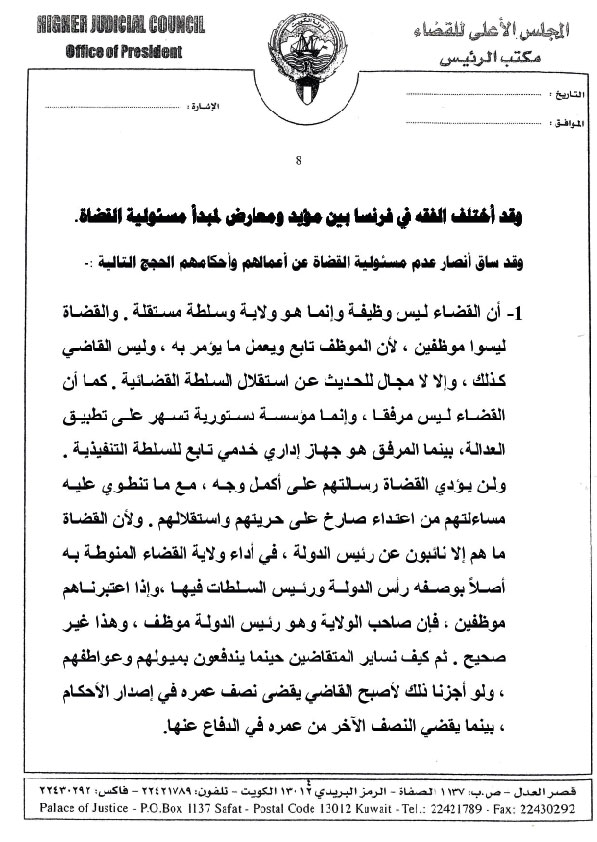 HIGHER JUDICIAL COUNCIL
Office of President
المجلس الأعلى للقضاء
مكتب الرئيس
التاريخ :
الموافق :
الإشارة :
8
وقد أختلف الفقه في فرنسا بين مؤيد ومعارض لمبدأ مسئولية القضاة.
وقد ساق أنصار عدم مسئولية القضاة عن أعمالهم وأحكامهم الحجج التالية :-
1- أن القضاء ليس وظيفة وإنما هو ولاية وسلطة مستقلة . والقضاة
ليسوا موظفين ، لأن الموظف تابع ويعمل ما يؤمر به ، وليس القاضي
كذلك ، وإلا لا مجال للحديث عن استقلال السلطة القضائية . كما أن
القضاء ليس مرفقا ، وإنما مؤسسة دستورية تسهر على تطبيق
العدالة، بينما المرفق هو جهاز إداري خدمي تابع للسلطة التنفيذية .
ولن يؤدي القضاة رسالتهم على أكمل وجه ، مع ما تنطوي عليه
مساءلتهم من اعتداء صارخ على حريتهم واستقلالهم . ولأن القضاة
ما هم إلا نائبون عن رئيس الدولة ، في أداء ولاية القضاء المنوطة به
أصلاً بوصفه رأس الدولة ورئيس السلطات فيها ،وإذا اعتبرناهم
موظفين ، فإن صاحب الولاية وهو رئيس الدولة موظف ، وهذا غير
صحيح . ثم كيف نساير المتقاضين حينما يندفعون بميولهم وعواطفهم
، ولو أجزنا ذلك لأصبح القاضي يقضى نصف عمره في إصدار الأحكام
، بينما يقضي النصف الآخر من عمره في الدفاع عنها.
قصر العدل - ص.ب: ١١٣٧ الصفاة - الرمز البريدي ١٣٠١٢ الكويت - تلفون: ٢٢٤٢١٧٨٩ - فاكس: ٢٢٤٣٠٢٩٢
Palace of Justice - P.O.Box 1137 Safat - Postal Code 13012 Kuwait - Tel.: 22421789 - Fax: 22430292